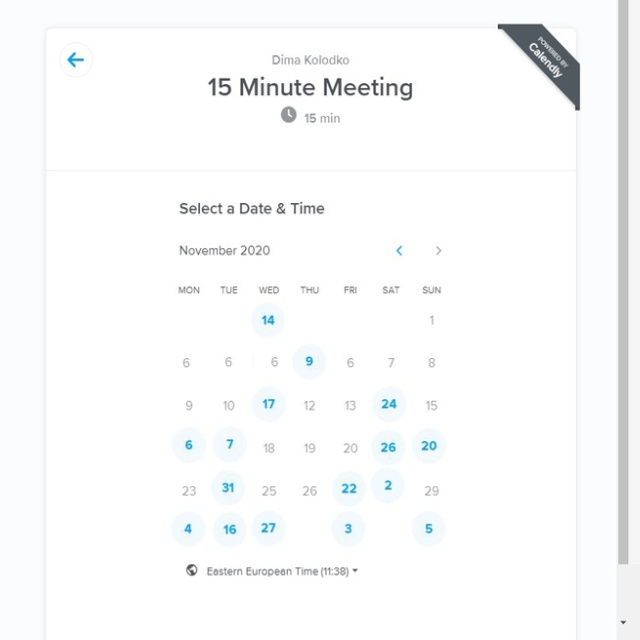 POWERED BY
Calendly
Dima Kolodko
15 Minute Meeting
15 min
Select a Date & Time
November 2020
MON TUE WED THU FRI SAT SUN
14 1
6 6 6 9 6 7 8
9 10 17 12 13 24 15
6 7 18 19 20 26 20
23 31 25 26 22 2 29
4 16 27 3 5
Eastern European Time (11:38)